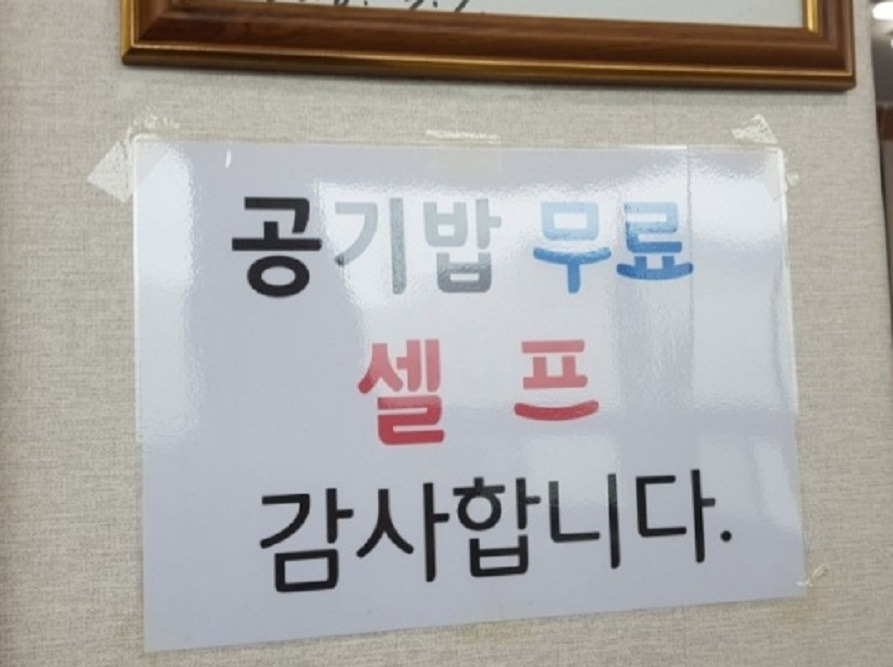 공기밥 무료
셀 프
감사합니다.